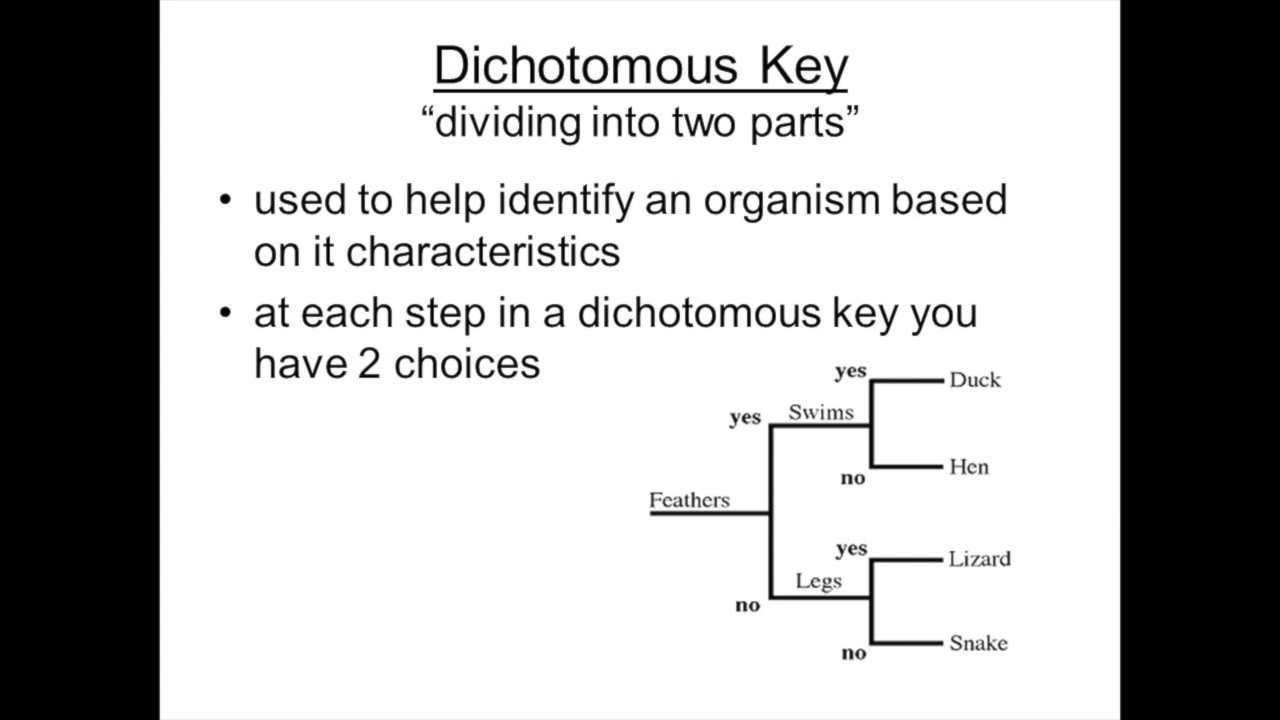 Dichotomous Key
“dividing into two parts”
• used to help identify an organism based
on it characteristics
• at each step in a dichotomous key you
have 2 choices
yes
Duck
Swims
yes
no
Hen
Feathers
yes
Lizard
Legs
no
no
Snake